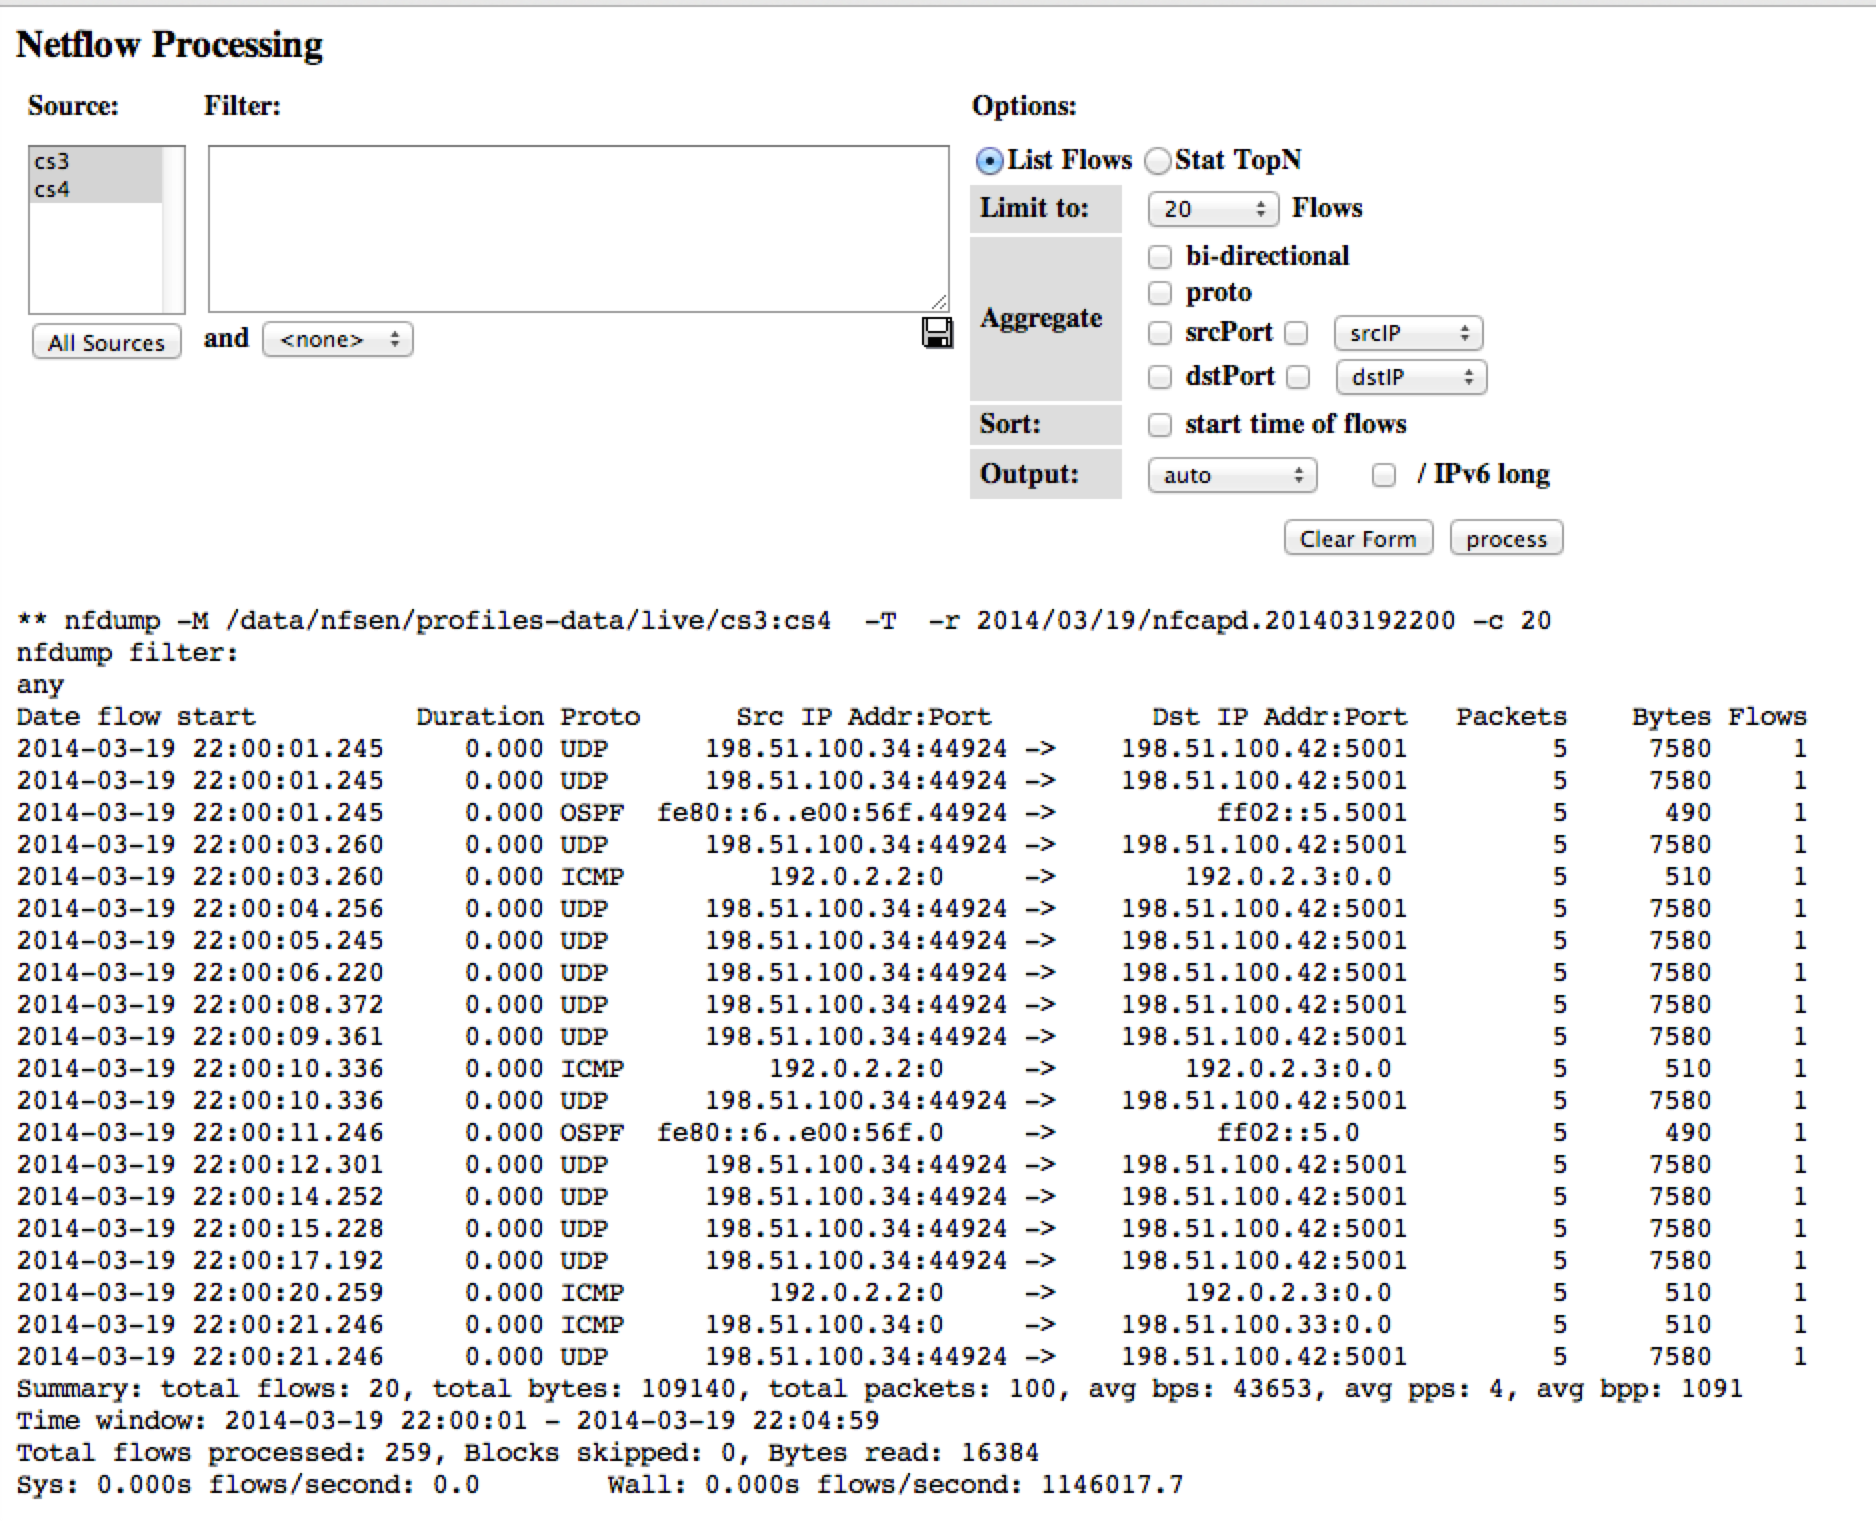 Netflow Processing
Source: Filter: Options:
cs3
cs4
All Sources and <none>
List Flows Stat TopN
Limit to: 20 Flows
Aggregate
bi-directional
proto
srcPort srcIP
dstPort dstIP
Sort: start time of flows
Output: auto / IPv6 long
Clear Form process
** nfdump -M /data/nfsen/profiles-data/live/cs3:cs4 -T -r 2014/03/19/nfcapd.201403192200 -c 20
nfdump filter:
any
Date flow start Duration Proto Src IP Addr:Port Dst IP Addr:Port Packets Bytes Flows
2014-03-19 22:00:01.245 0.000 UDP 198.51.100.34:44924 -> 198.51.100.42:5001 5 7580 1
2014-03-19 22:00:01.245 0.000 UDP 198.51.100.34:44924 -> 198.51.100.42:5001 5 7580 1
2014-03-19 22:00:01.245 0.000 OSPF fe80::6..e00:56f.44924 -> ff02::5.5001 5 490 1
2014-03-19 22:00:03.260 0.000 UDP 198.51.100.34:44924 -> 198.51.100.42:5001 5 7580 1
2014-03-19 22:00:03.260 0.000 ICMP 192.0.2.2:0 -> 192.0.2.3:0.0 5 510 1
2014-03-19 22:00:04.256 0.000 UDP 198.51.100.34:44924 -> 198.51.100.42:5001 5 7580 1
2014-03-19 22:00:05.245 0.000 UDP 198.51.100.34:44924 -> 198.51.100.42:5001 5 7580 1
2014-03-19 22:00:06.220 0.000 UDP 198.51.100.34:44924 -> 198.51.100.42:5001 5 7580 1
2014-03-19 22:00:08.372 0.000 UDP 198.51.100.34:44924 -> 198.51.100.42:5001 5 7580 1
2014-03-19 22:00:09.361 0.000 UDP 198.51.100.34:44924 -> 198.51.100.42:5001 5 7580 1
2014-03-19 22:00:10.336 0.000 ICMP 192.0.2.2:0 -> 192.0.2.3:0.0 5 510 1
2014-03-19 22:00:10.336 0.000 UDP 198.51.100.34:44924 -> 198.51.100.42:5001 5 7580 1
2014-03-19 22:00:11.246 0.000 OSPF fe80::6..e00:56f.0 -> ff02::5.0 5 490 1
2014-03-19 22:00:12.301 0.000 UDP 198.51.100.34:44924 -> 198.51.100.42:5001 5 7580 1
2014-03-19 22:00:14.252 0.000 UDP 198.51.100.34:44924 -> 198.51.100.42:5001 5 7580 1
2014-03-19 22:00:15.228 0.000 UDP 198.51.100.34:44924 -> 198.51.100.42:5001 5 7580 1
2014-03-19 22:00:17.192 0.000 UDP 198.51.100.34:44924 -> 198.51.100.42:5001 5 7580 1
2014-03-19 22:00:20.259 0.000 ICMP 192.0.2.2:0 -> 192.0.2.3:0.0 5 510 1
2014-03-19 22:00:21.246 0.000 ICMP 198.51.100.34:0 -> 198.51.100.33:0.0 5 510 1
2014-03-19 22:00:21.246 0.000 UDP 198.51.100.34:44924 -> 198.51.100.42:5001 5 7580 1
Summary: total flows: 20, total bytes: 109140, total packets: 100, avg bps: 43653, avg pps: 4, avg bpp: 1091
Time window: 2014-03-19 22:00:01 - 2014-03-19 22:04:59
Total flows processed: 259, Blocks skipped: 0, Bytes read: 16384
Sys: 0.000s flows/second: 0.0 Wall: 0.000s flows/second: 1146017.7